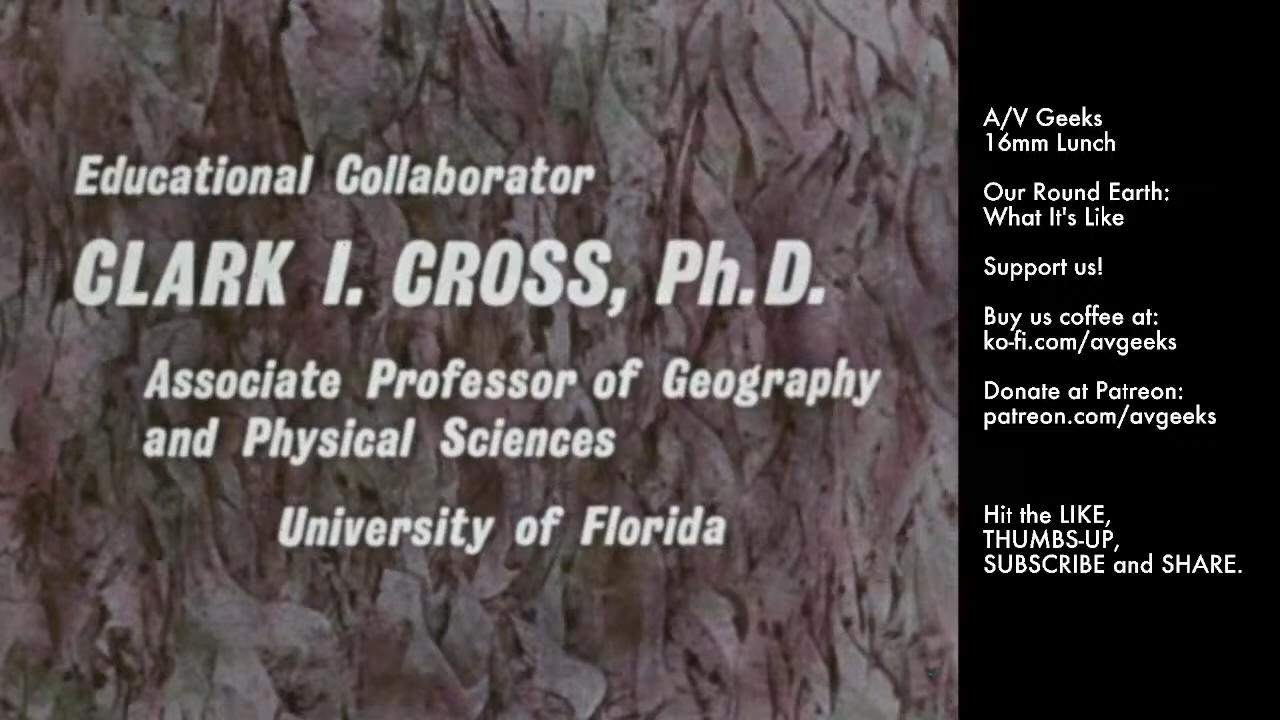 Educational Collaborator
CLARK I. CROSS, Ph.D.
Associate Professor of Geography
and Physical Sciences
University of Florida
A/V Geeks
16mm Lunch
Our Round Earth:
What It's Like
Support us!
Buy us coffee at:
ko-fi.com/avgeeks
Donate at Patreon:
patreon.com/avgeeks
Hit the LIKE,
THUMBS-UP,
SUBSCRIBE and SHARE.